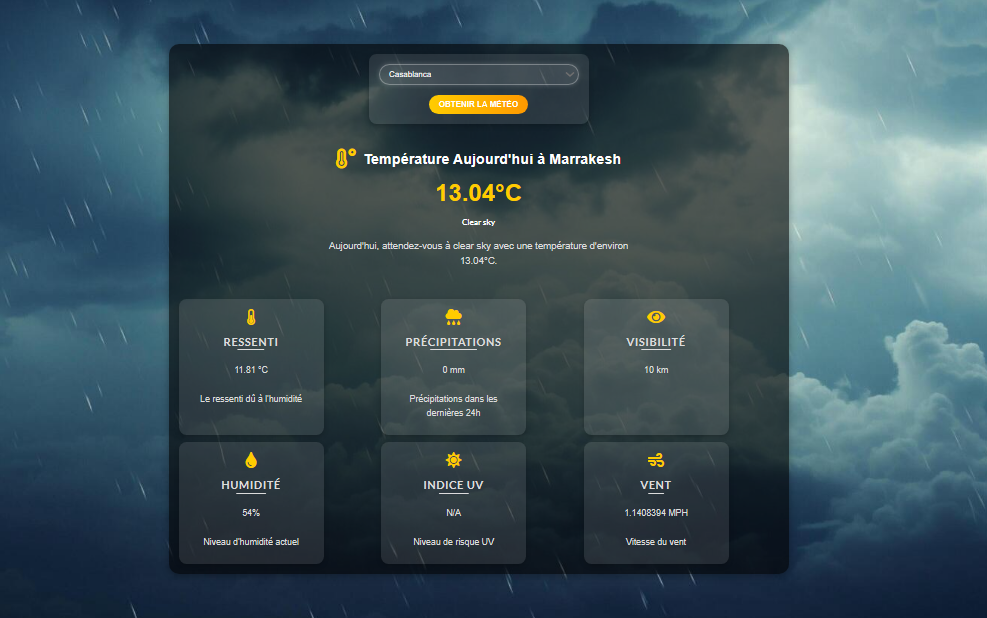 Casablanca
OBTENIR LA MÉTÉO
Température Aujourd'hui à Marrakesh
13.04°C
Clear sky
Aujourd'hui, attendez-vous à clear sky avec une température d'environ
13.04°C.
RESSENTI
11.81 °C
Le ressenti dû à l'humidité
PRÉCIPITATIONS
0 mm
Précipitations dans les
dernières 24h
VISIBILITÉ
10 km
HUMIDITÉ
54%
Niveau d'humidité actuel
INDICE UV
N/A
Niveau de risque UV
VENT
1.1408394 MPH
Vitesse du vent